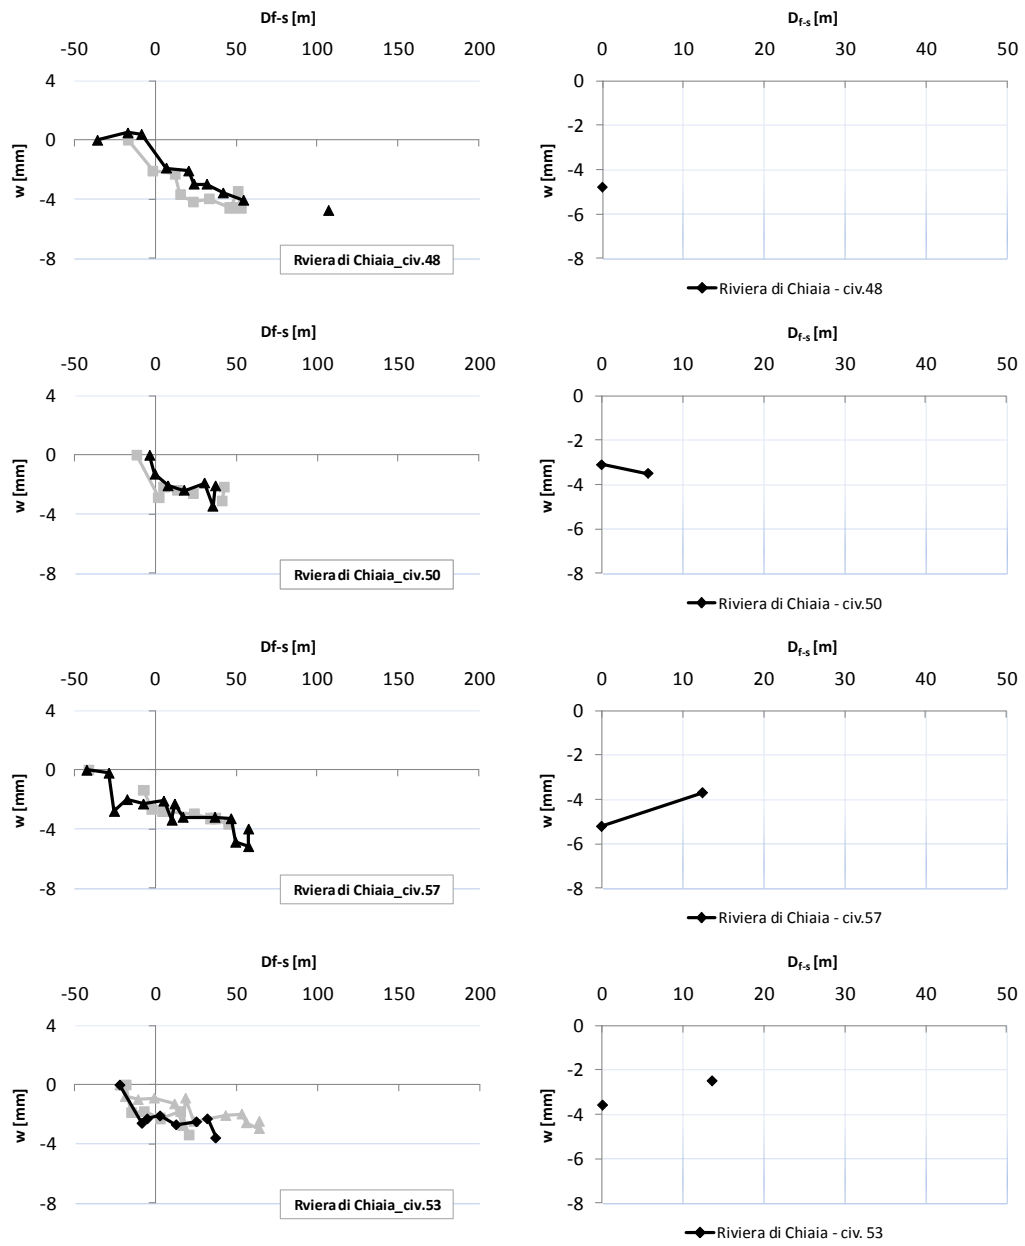 Df-s [m]
-50 0 50 100 150 200
4
0
-4
-8
w [mm]
Rviera di Chiaia_civ.48
Df-s [m]
0 10 20 30 40 50
0
-2
-4
-6
-8
w [mm]
Riviera di Chiaia - civ.48
Df-s [m]
-50 0 50 100 150 200
4
0
-4
-8
w [mm]
Rviera di Chiaia_civ.50
Df-s [m]
0 10 20 30 40 50
0
-2
-4
-6
-8
w [mm]
Riviera di Chiaia - civ.50
Df-s [m]
-50 0 50 100 150 200
4
0
-4
-8
w [mm]
Rviera di Chiaia_civ.57
Df-s [m]
0 10 20 30 40 50
0
-2
-4
-6
-8
w [mm]
Riviera di Chiaia - civ.57
Df-s [m]
-50 0 50 100 150 200
4
0
-4
-8
w [mm]
Rviera di Chiaia_civ.53
Df-s [m]
0 10 20 30 40 50
0
-2
-4
-6
-8
w [mm]
Riviera di Chiaia - civ. 53